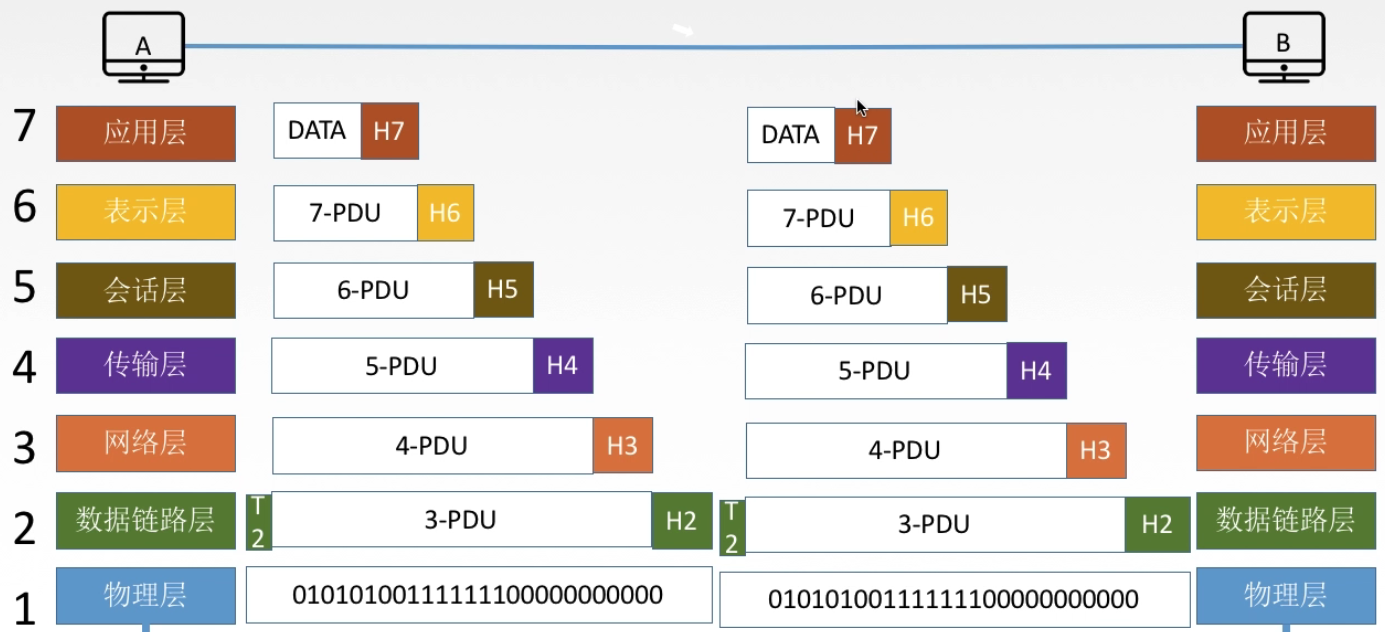 A B
7 应用层 DATA H7 DATA H7 应用层
6 表示层 7-PDU H6 7-PDU H6 表示层
5 会话层 6-PDU H5 6-PDU H5 会话层
4 传输层 5-PDU H4 5-PDU H4 传输层
3 网络层 4-PDU H3 4-PDU H3 网络层
2 数据链路层 T2 3-PDU H2 T2 3-PDU H2 数据链路层
1 物理层 0101010011111110000000000 0101010011111110000000000 物理层